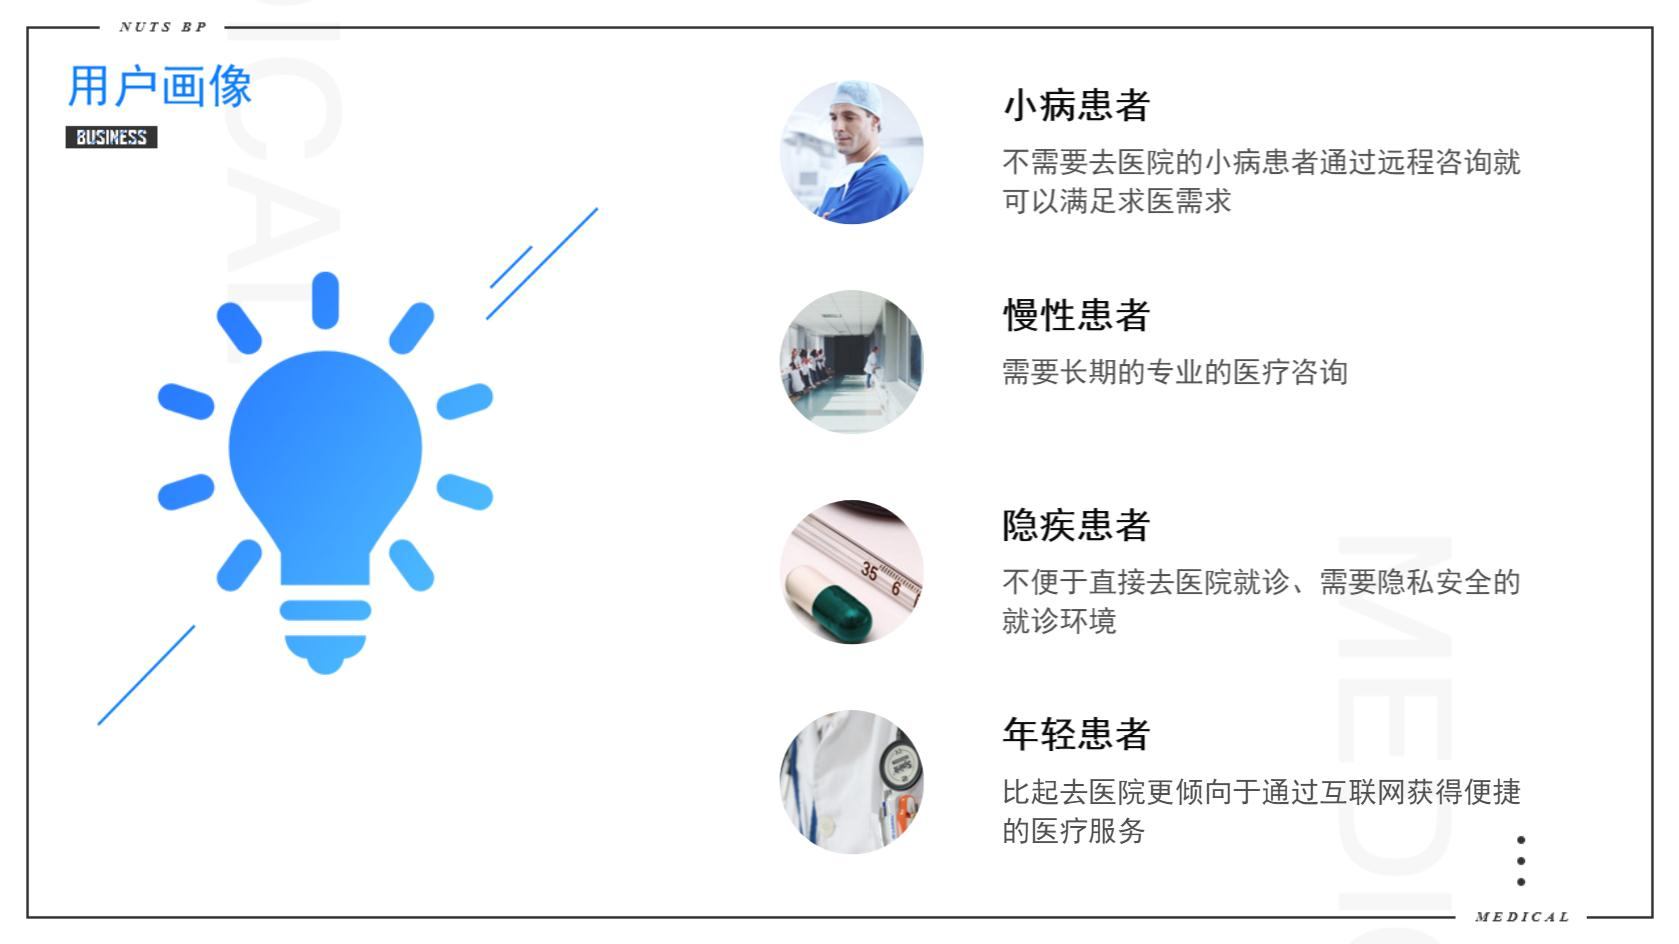 NUTS BP
用户画像
BUSINESS
小病患者
不需要去医院的小病患者通过远程咨询就
可以满足求医需求
慢性患者
需要长期的专业的医疗咨询
35
6
隐疾患者
不便于直接去医院就诊、需要隐私安全的
就诊环境
年轻患者
比起去医院更倾向于通过互联网获得便捷
的医疗服务
MEDICAL